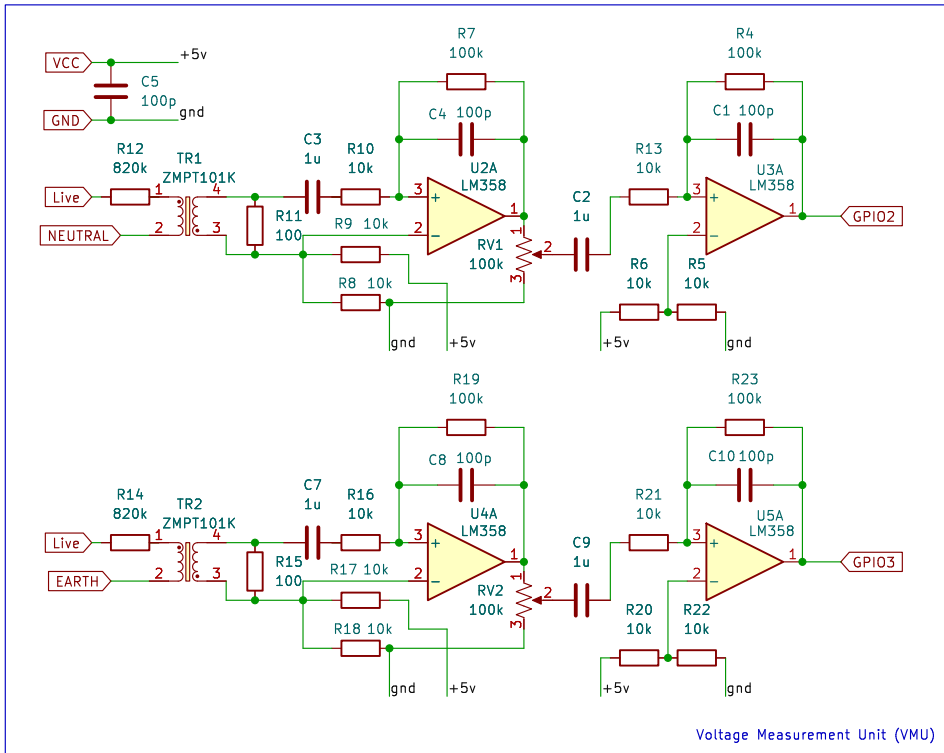 VCC
+5v
C5
100p
GND
gnd
R7
100k
C4 100p
R4
100k
C1 100p
R12
820k
TR1
ZMPT101K
C3
1u
R10
10k
U2A
LM358
R13
10k
U3A
LM358
Live
1
4
3
+
1
3
+
1
GPIO2
NEUTRAL
2
3
R11
100
R9 10k
2
−
C2
1u
2
−
RV1
100k
1
2
3
R8 10k
R6
10k
R5
10k
gnd
+5v
+5v
gnd
R19
100k
C8 100p
R23
100k
C10 100p
R14
820k
TR2
ZMPT101K
C7
1u
R16
10k
U4A
LM358
R21
10k
U5A
LM358
Live
1
4
3
+
1
3
+
1
GPIO3
EARTH
2
3
R15
100
R17 10k
2
−
C9
1u
2
−
RV2
100k
1
2
3
R18 10k
R20
10k
R22
10k
gnd
+5v
+5v
gnd
Voltage Measurement Unit (VMU)